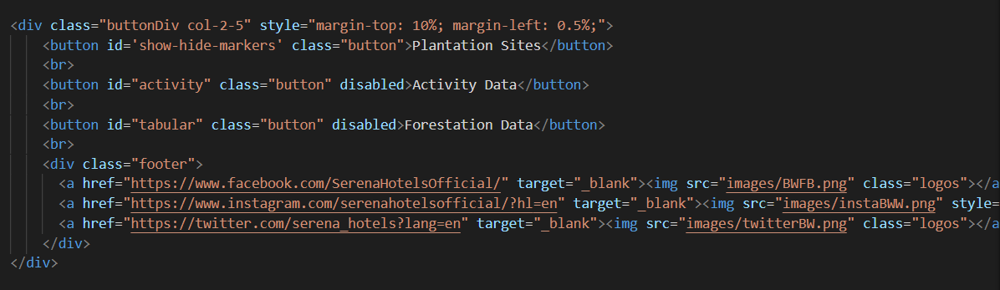 <div class="buttonDiv col-2-5" style="margin-top: 10%; margin-left: 0.5%;">
<button id='show-hide-markers' class="button">Plantation Sites</button>
<br>
<button id="activity" class="button" disabled>Activity Data</button>
<br>
<button id="tabular" class="button" disabled>Forestation Data</button>
<br>
<div class="footer">
<a href="https://www.facebook.com/SerenaHotelsOfficial/" target="_blank"><img src="images/BWFB.png" class="logos"></a
<a href="https://www.instagram.com/serenahotelsofficial/?hl=en" target="_blank"><img src="images/instaBWW.png" style=
<a href="https://twitter.com/serena_hotels?lang=en" target="_blank"><img src="images/twitterBW.png" class="logos"></a
</div>
</div>